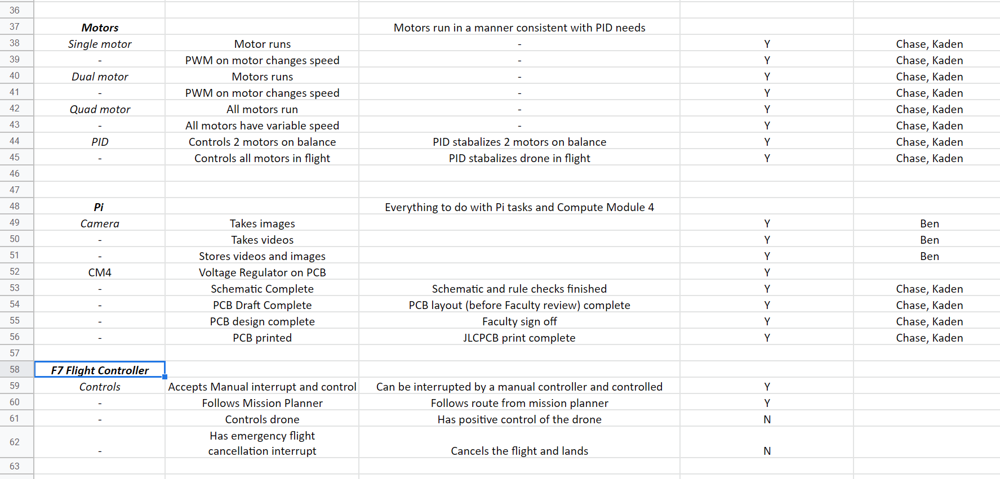 36
37 Motors Motors run in a manner consistent with PID needs
38 Single motor Motor runs - Y Chase, Kaden
39 - PWM on motor changes speed - Y Chase, Kaden
40 Dual motor Motors runs - Y Chase, Kaden
41 - PWM on motor changes speed - Y Chase, Kaden
42 Quad motor All motors run - Y Chase, Kaden
43 - All motors have variable speed - Y Chase, Kaden
44 PID Controls 2 motors on balance PID stabalizes 2 motors on balance Y Chase, Kaden
45 - Controls all motors in flight PID stabalizes drone in flight Y Chase, Kaden
46
47
48 Pi Everything to do with Pi tasks and Compute Module 4
49 Camera Takes images Y Ben
50 - Takes videos Y Ben
51 - Stores videos and images Y Ben
52 CM4 Voltage Regulator on PCB Y
53 - Schematic Complete Schematic and rule checks finished Y Chase, Kaden
54 - PCB Draft Complete PCB layout (before Faculty review) complete Y Chase, Kaden
55 - PCB design complete Faculty sign off Y Chase, Kaden
56 - PCB printed JLCPCB print complete Y Chase, Kaden
57
58 F7 Flight Controller
59 Controls Accepts Manual interrupt and control Can be interrupted by a manual controller and controlled Y
60 - Follows Mission Planner Follows route from mission planner Y
61 - Controls drone Has positive control of the drone N
Has emergency flight
62 - cancellation interrupt Cancels the flight and lands N
63